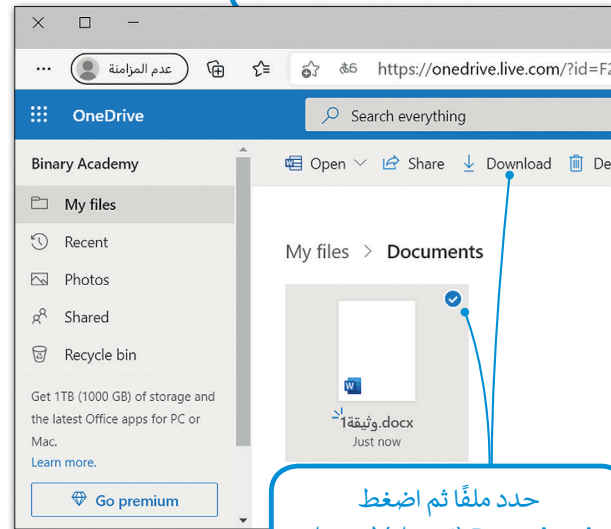 عدم المزامنة
https://onedrive.live.com/?id=F2
OneDrive
Search everything
Binary Academy
Open
Share
Download
My files
Recent
Photos
Shared
Recycle bin
Get 1TB (1000 GB) of storage and
the latest Office apps for PC or
Mac.
Learn more.
Go premium
My files > Documents
وثيقة1.docx
Just now
حدد ملفًا ثم اضغط